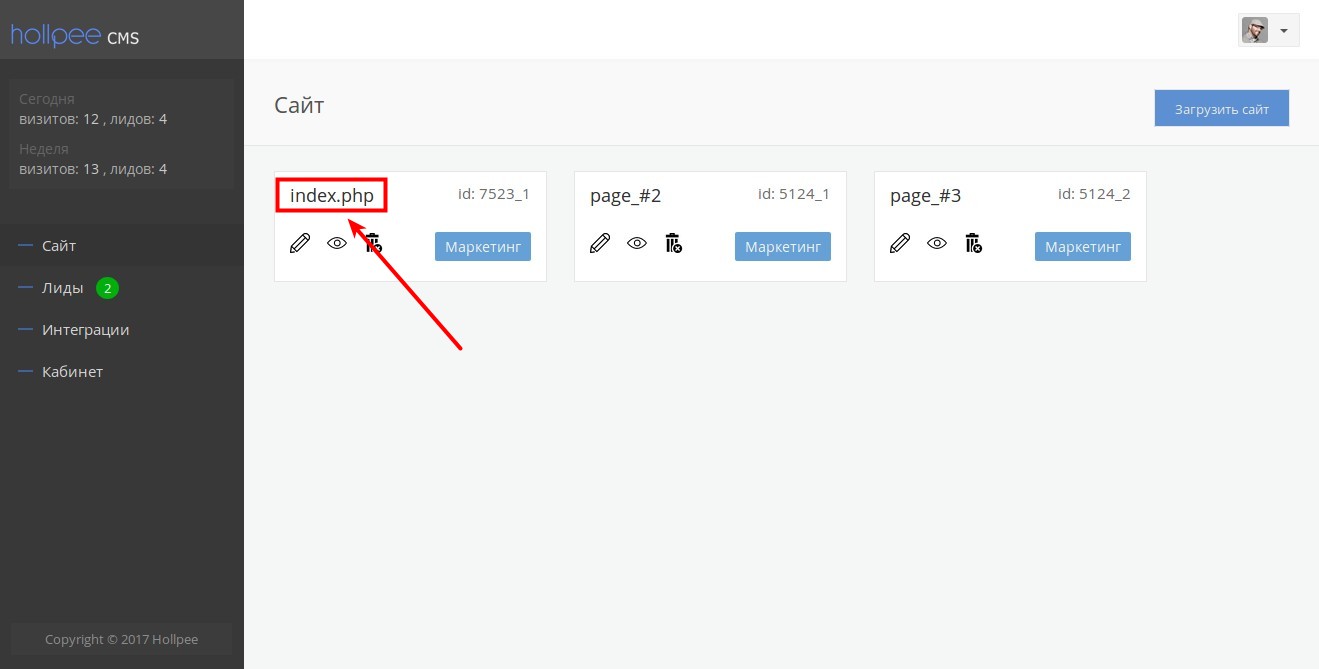 hollpee CMS
Сегодня
визитов: 12 , лидов: 4
Неделя
визитов: 13 , лидов: 4
Сайт
Лиды 2
Интеграции
Кабинет
Copyright © 2017 Hollpee
Сайт
Загрузить сайт
index.php id: 7523_1
Маркетинг
page_#2 id: 5124_1
Маркетинг
page_#3 id: 5124_2
Маркетинг